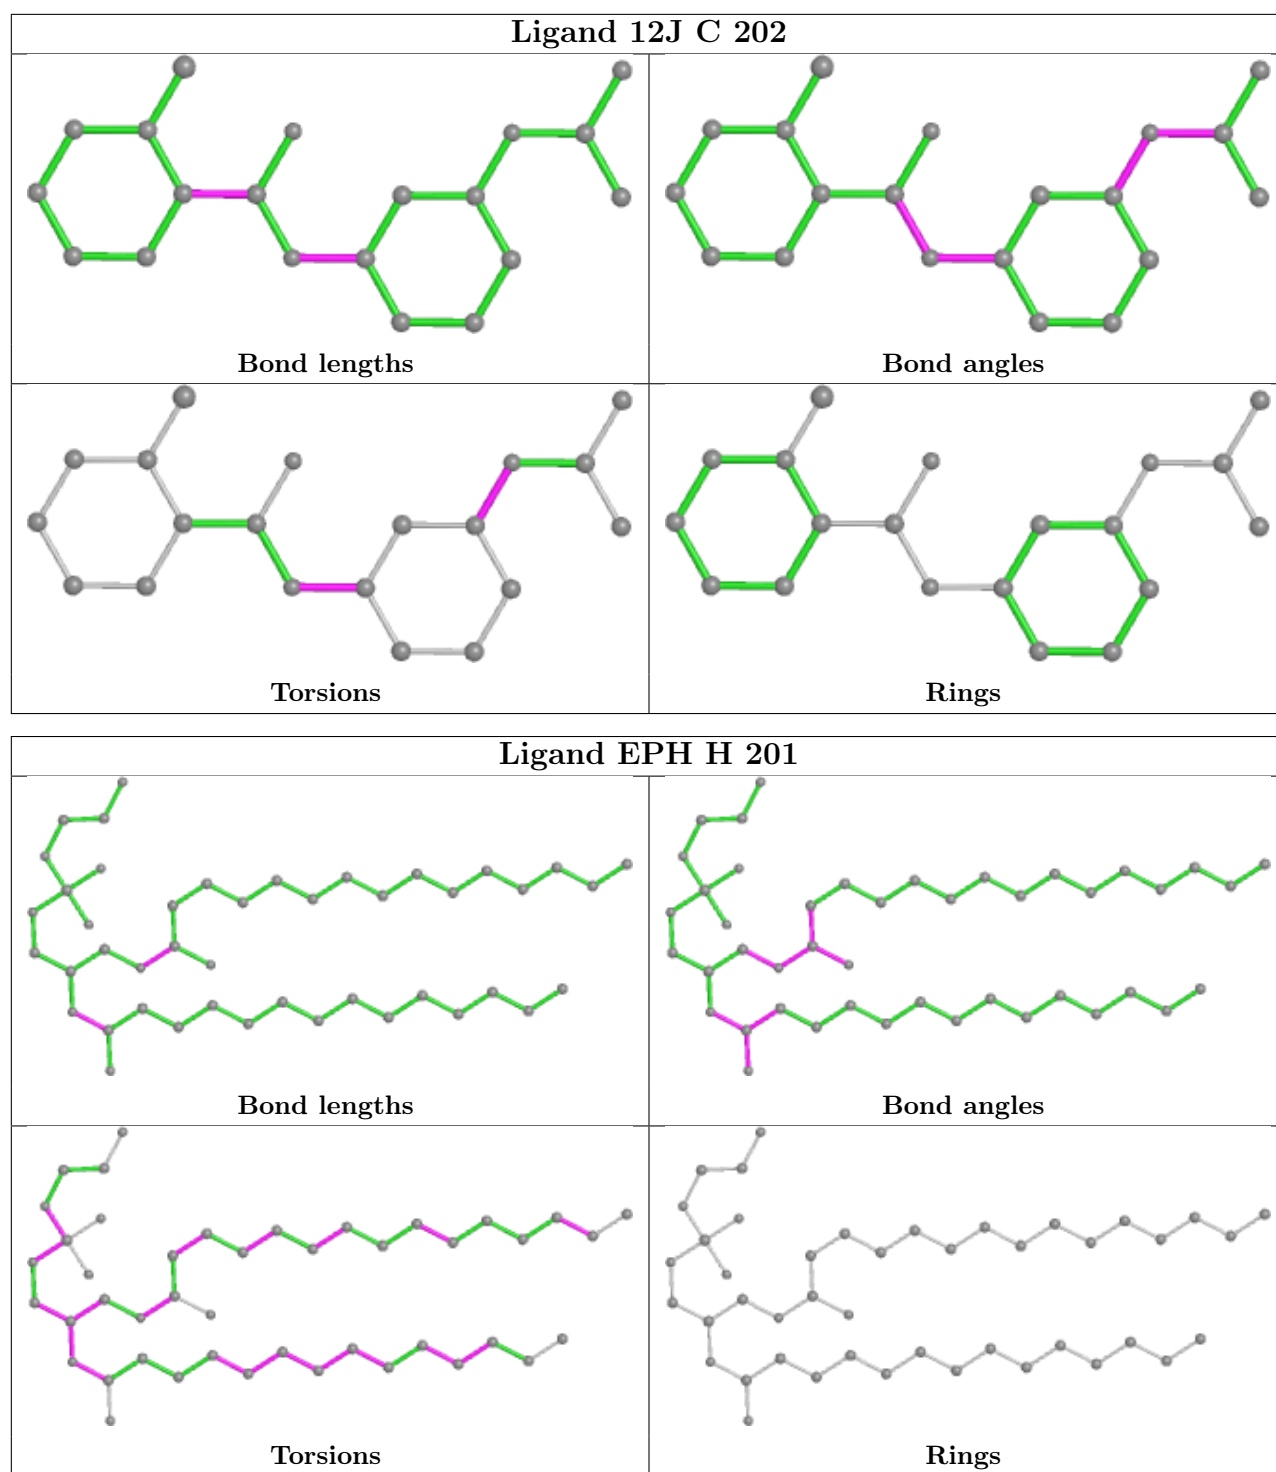 Ligand 12J C 202
Bond lengths
Bond angles
Torsions
Rings
Ligand EPH H 201
Bond lengths
Bond angles
Torsions
Rings